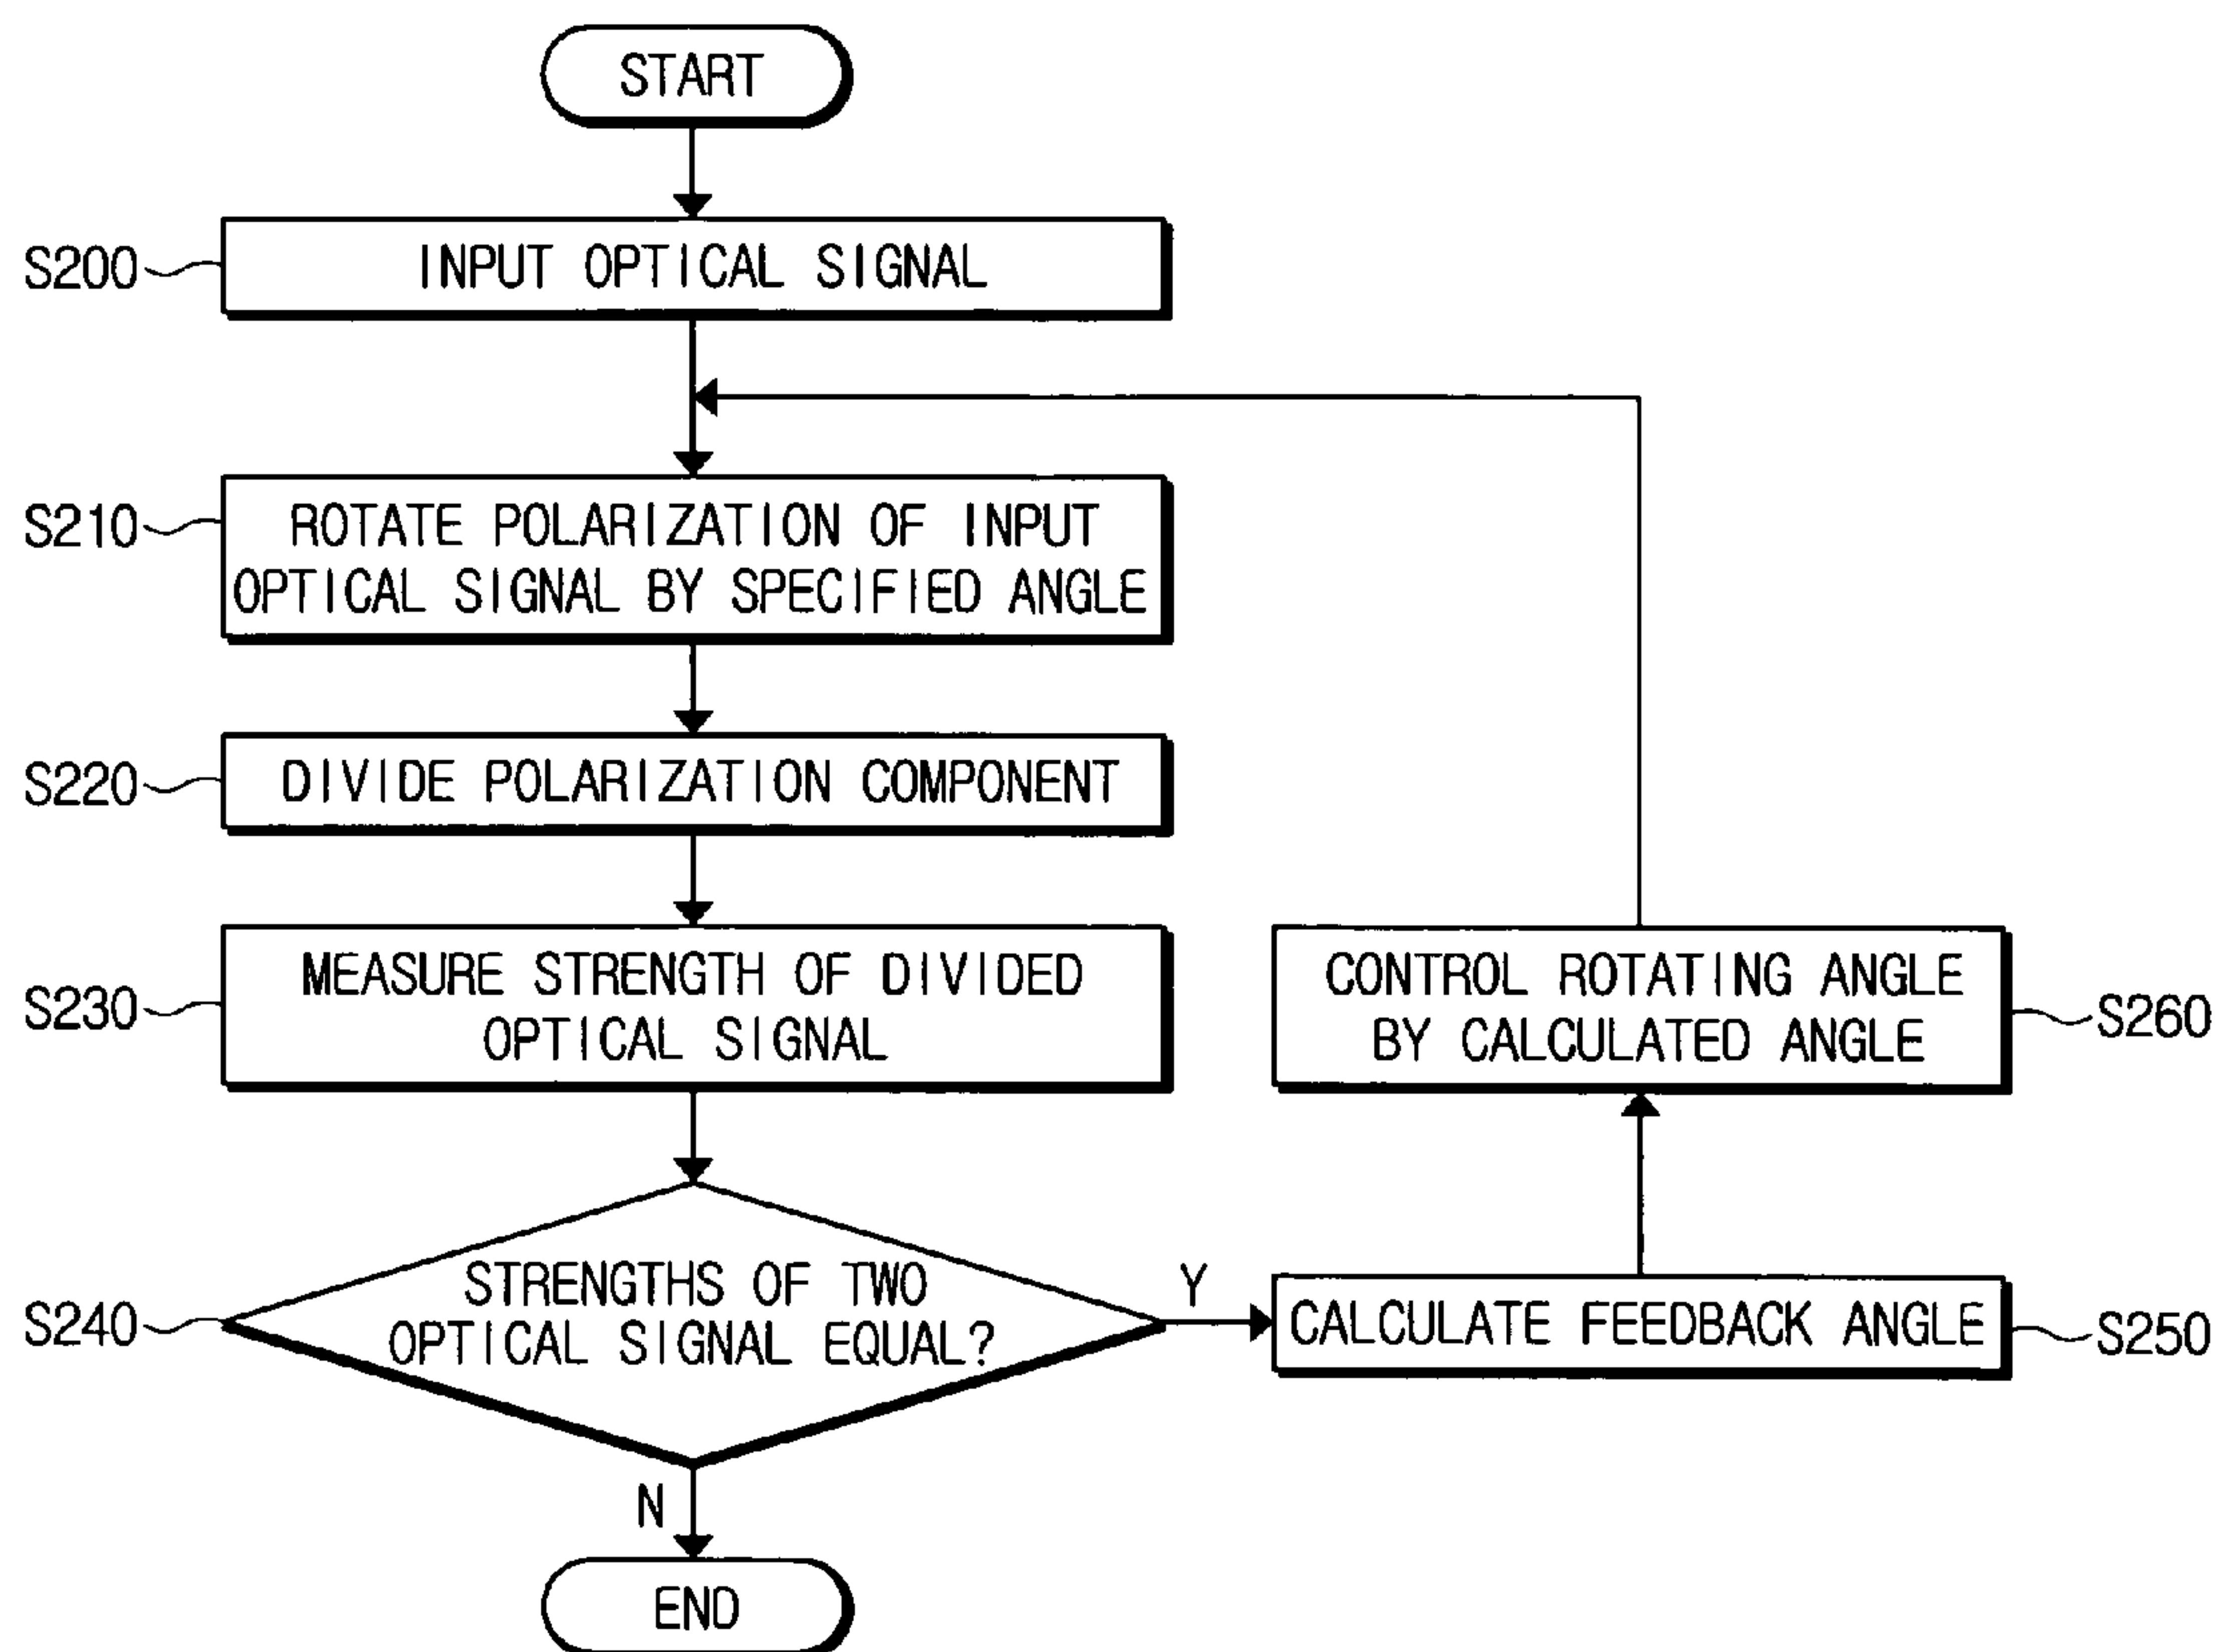 START
S200
INPUT OPTICAL SIGNAL
S210
ROTATE POLARIZATION OF INPUT
OPTICAL SIGNAL BY SPECIFIED ANGLE
S220
DIVIDE POLARIZATION COMPONENT
S230
MEASURE STRENGTH OF DIVIDED
OPTICAL SIGNAL
CONTROL ROTATING ANGLE
BY CALCULATED ANGLE
S260
S240
STRENGTHS OF TWO
OPTICAL SIGNAL EQUAL?
Y
CALCULATE FEEDBACK ANGLE
S250
N
END